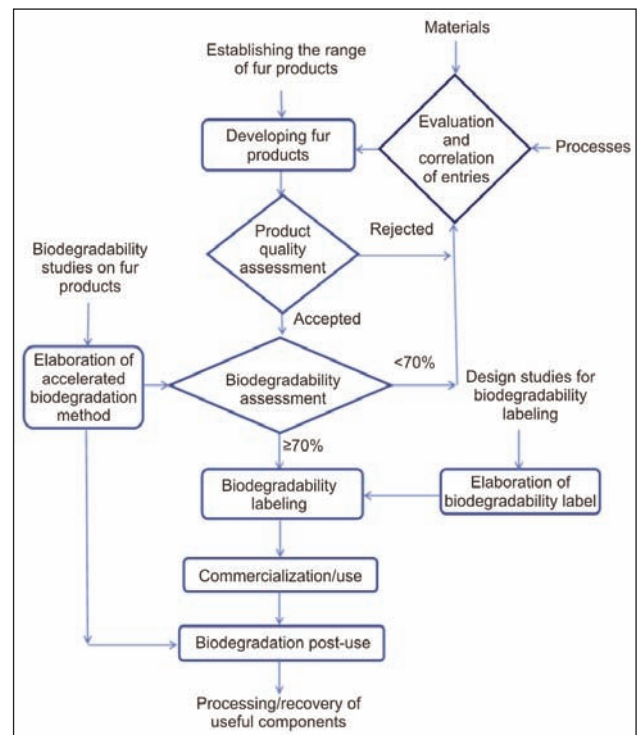 Materials
Establishing the range
of fur products
Developing fur
products
Evaluation
and
correlation
of entries
Processes
Product
quality
assessment
Rejected
Biodegradability
studies on fur
products
Accepted
Elaboration of
accelerated
biodegradation
method
Biodegradability
assessment
<70%
Design studies for
biodegradability
labeling
≥70%
Biodegradability
labeling
Elaboration of
biodegradability label
Commercialization/use
Biodegradation post-use
Processing/recovery of
useful components